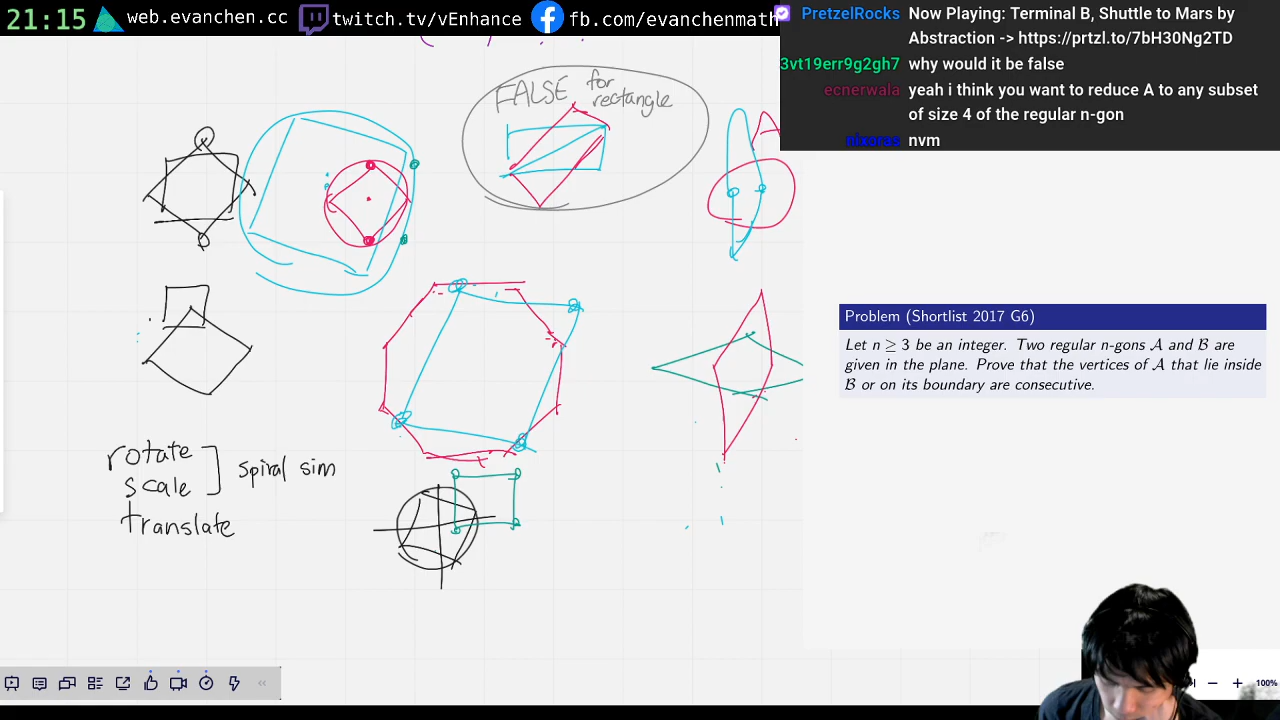 21:15 web.evanchen.cc twitch.tv/vEnhance fb.com/evanchenmath
PretzelRocks Now Playing: Terminal B, Shuttle to Mars by
Abstraction -> https://prtzl.to/7bH30Ng2TD
3vt19err9g2gh7 why would it be false
ecnerwala yeah i think you want to reduce A to any subset
of size 4 of the regular n-gon
nvm
FALSE for
rectangle
Problem (Shortlist 2017 G6)
Let n ≥ 3 be an integer. Two regular n-gons 𝒜 and ℬ are
given in the plane. Prove that the vertices of 𝒜 that lie inside
ℬ or on its boundary are consecutive.
rotate
scale
spiral sim
translate
100%